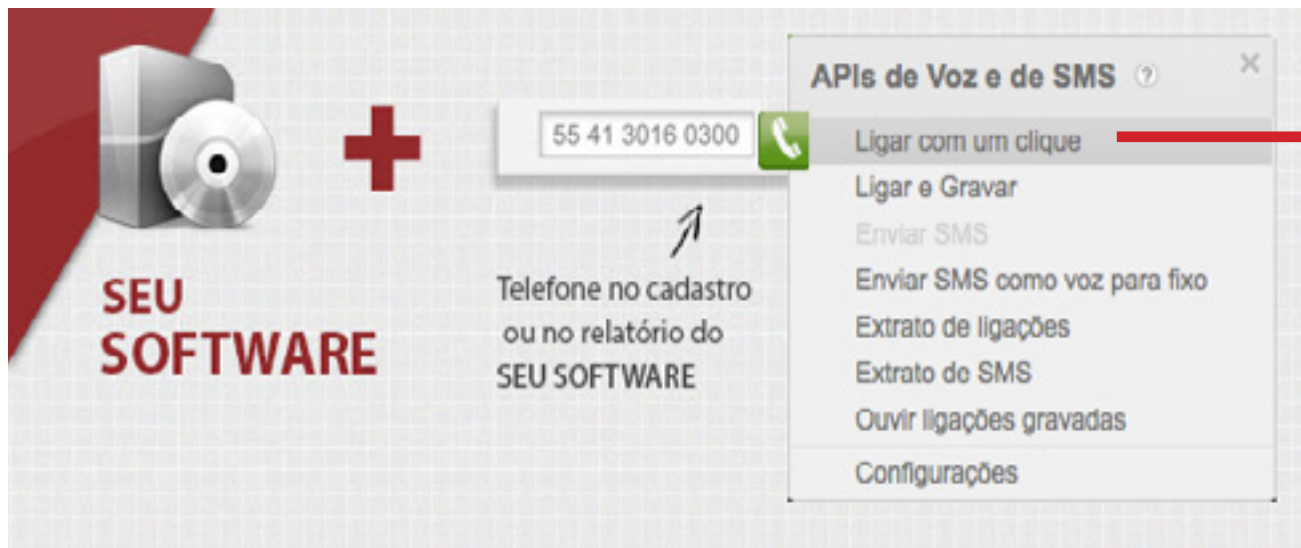 SEU
SOFTWARE
55 41 3016 0300
Telefone no cadastro
ou no relatório do
SEU SOFTWARE
APIs de Voz e de SMS ?
Ligar com um clique
Ligar e Gravar
Enviar SMS
Enviar SMS como voz para fixo
Extrato de ligações
Extrato de SMS
Ouvir ligações gravadas
Configurações